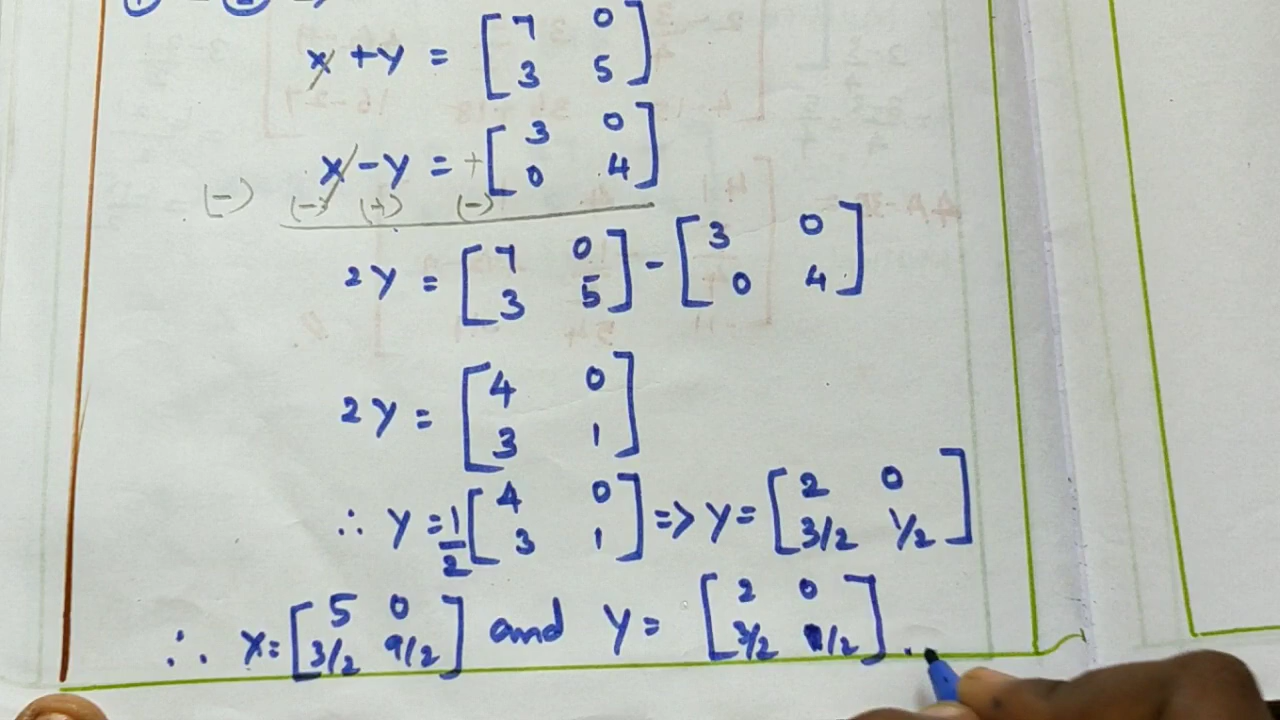 x + y = [7 0
3 5]
x - y = + [3 0
0 4]
(-) (-) (+) (-)
2y = [7 0
3 5] - [3 0
0 4]
2y = [4 0
3 1]
∴ y = 1/2 [4 0
3 1] => y = [2 0
3/2 1/2]
∴ x = [5 0
3/2 9/2] and y = [2 0
3/2 1/2].